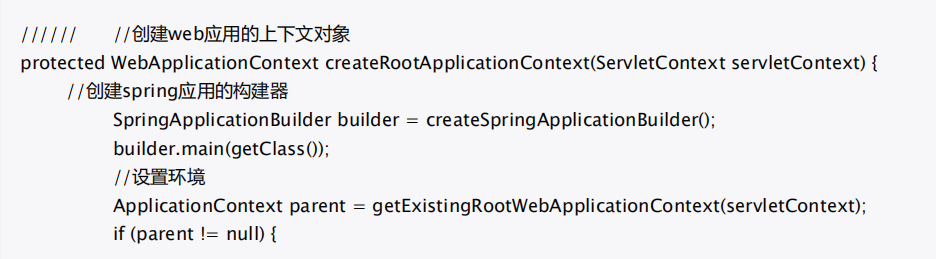 ////// //创建web应用的上下文对象
protected WebApplicationContext createRootApplicationContext(ServletContext servletContext) {
//创建spring应用的构建器
SpringApplicationBuilder builder = createSpringApplicationBuilder();
builder.main(getClass());
//设置环境
ApplicationContext parent = getExistingRootWebApplicationContext(servletContext);
if (parent != null) {